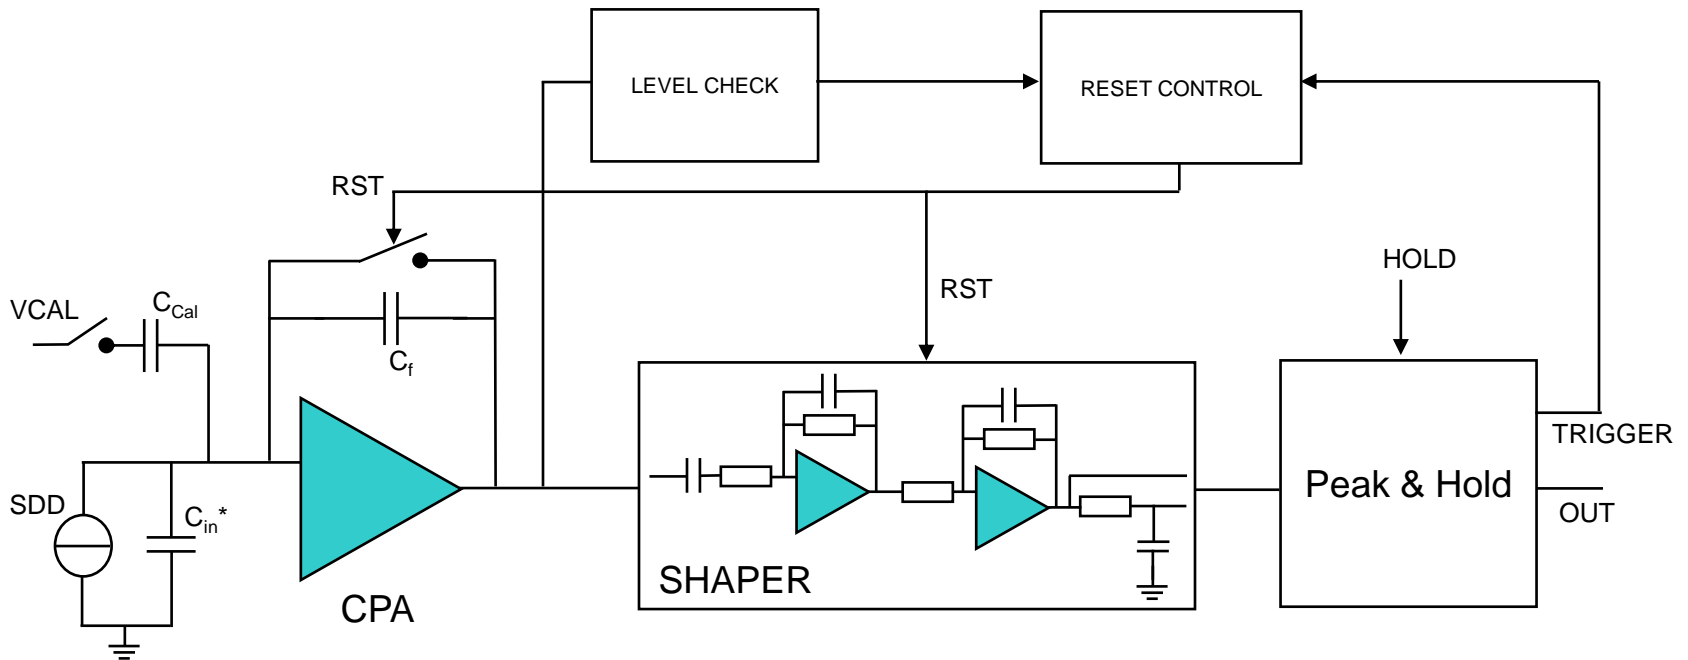 LEVEL CHECK
RESET CONTROL
RST
HOLD
RST
VCAL
C_Cal
C_f
TRIGGER
Peak & Hold
SDD
C_in*
OUT
SHAPER
CPA